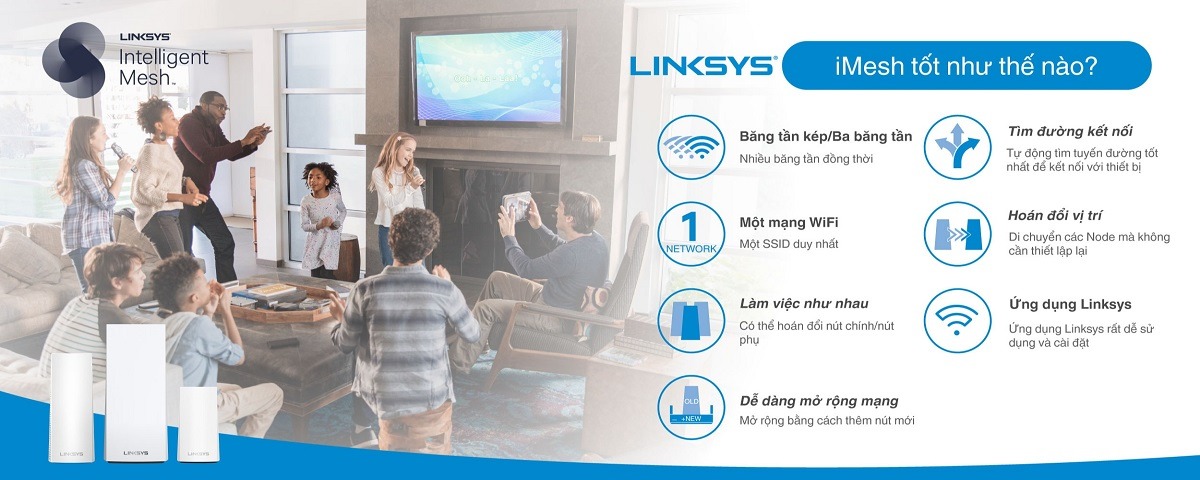 LINKSYS
Intelligent
Mesh™
LINKSYS®
iMesh tốt như thế nào?
Băng tần kép/Ba băng tần
Nhiều băng tần đồng thời
1
NETWORK
Một mạng WiFi
Một SSID duy nhất
Làm việc như nhau
Có thể hoán đổi nút chính/nút
phụ
OLD
+NEW
Dễ dàng mở rộng mạng
Mở rộng bằng cách thêm nút mới
Tìm đường kết nối
Tự động tìm tuyến đường tốt
nhất để kết nối với thiết bị
Hoán đổi vị trí
Di chuyển các Node mà không
cần thiết lập lại
Ứng dụng Linksys
Ứng dụng Linksys rất dễ sử
dụng và cài đặt
LINKSYS
LINKSYS
LINKSYS